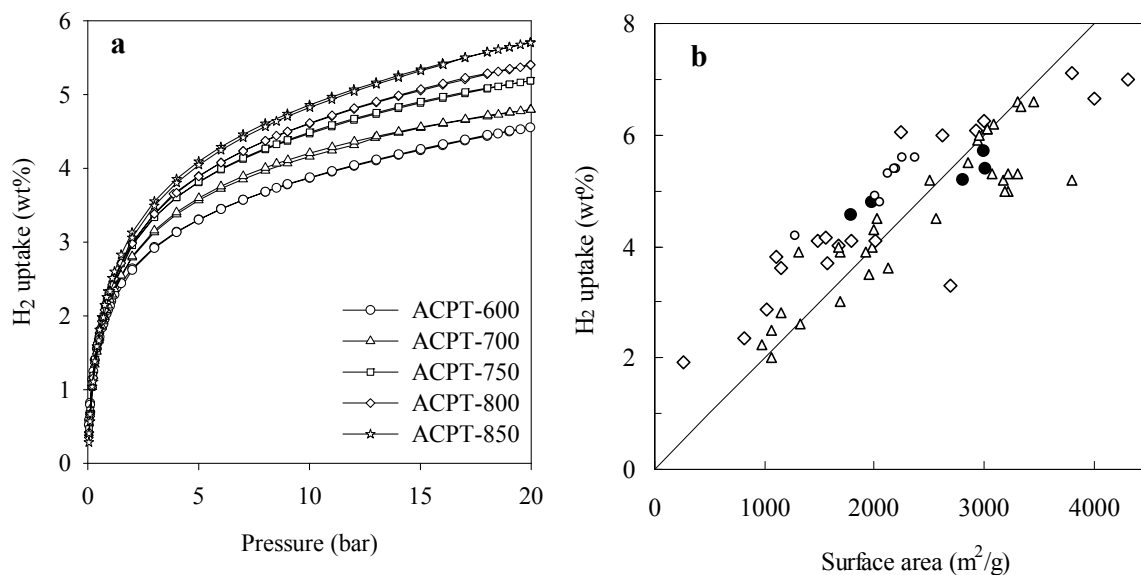 a
H₂ uptake (wt%)
6
5
4
3
2
1
0
0 5 10 15 20
Pressure (bar)
ACPT-600
ACPT-700
ACPT-750
ACPT-800
ACPT-850
b
H₂ uptake (wt%)
8
6
4
2
0
0 1000 2000 3000 4000
Surface area (m²/g)